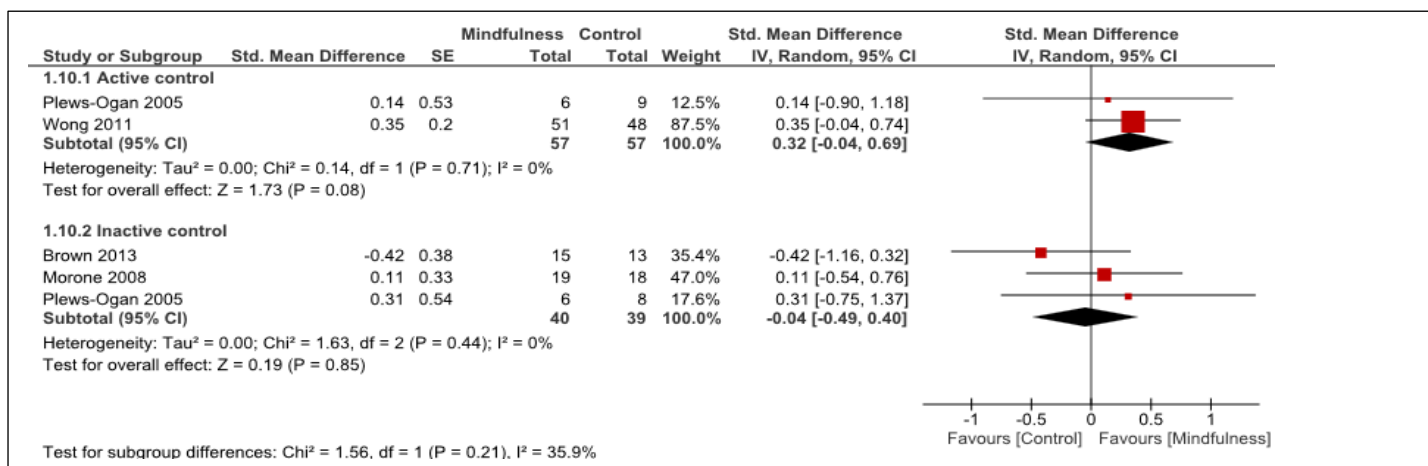 Mindfulness Control Std. Mean Difference Std. Mean Difference
Study or Subgroup Std. Mean Difference SE Total Total Weight IV, Random, 95% CI IV, Random, 95% CI
1.10.1 Active control
Plews-Ogan 2005 0.14 0.53 6 9 12.5% 0.14 [-0.90, 1.18]
Wong 2011 0.35 0.2 51 48 87.5% 0.35 [-0.04, 0.74]
Subtotal (95% CI) 57 57 100.0% 0.32 [-0.04, 0.69]
Heterogeneity: Tau² = 0.00; Chi² = 0.14, df = 1 (P = 0.71); I² = 0%
Test for overall effect: Z = 1.73 (P = 0.08)
1.10.2 Inactive control
Brown 2013 -0.42 0.38 15 13 35.4% -0.42 [-1.16, 0.32]
Morone 2008 0.11 0.33 19 18 47.0% 0.11 [-0.54, 0.76]
Plews-Ogan 2005 0.31 0.54 6 8 17.6% 0.31 [-0.75, 1.37]
Subtotal (95% CI) 40 39 100.0% -0.04 [-0.49, 0.40]
Heterogeneity: Tau² = 0.00; Chi² = 1.63, df = 2 (P = 0.44); I² = 0%
Test for overall effect: Z = 0.19 (P = 0.85)
-1 -0.5 0 0.5 1
Favours [Control] Favours [Mindfulness]
Test for subgroup differences: Chi² = 1.56, df = 1 (P = 0.21), I² = 35.9%